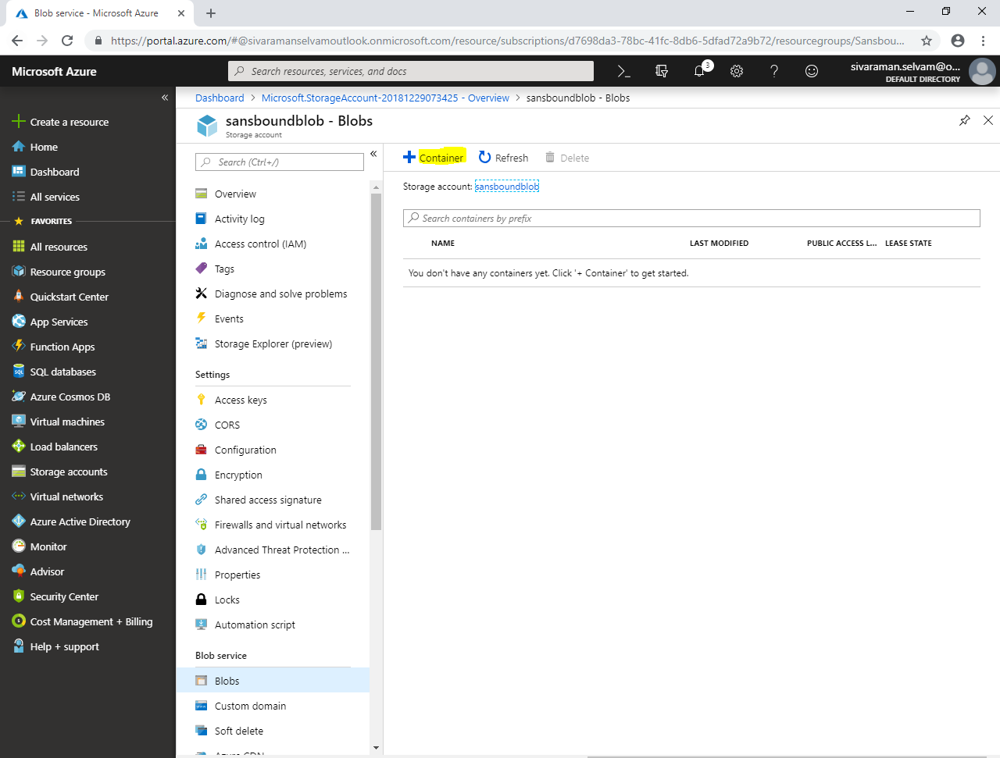 Blob service - Microsoft Azure
https://portal.azure.com/#@sivaramanselvamoutlook.onmicrosoft.com/resource/subscriptions/d7698da3-78bc-41fc-8db6-5dfad72a9b72/resourcegroups/Sansbou...
Microsoft Azure
Search resources, services, and docs
3
sivaraman.selvam@o...
DEFAULT DIRECTORY
Dashboard > Microsoft.StorageAccount-20181229073425 - Overview > sansboundblob - Blobs
sansboundblob - Blobs
Storage account
Create a resource
Home
Dashboard
All services
FAVORITES
All resources
Resource groups
Quickstart Center
App Services
Function Apps
SQL databases
Azure Cosmos DB
Virtual machines
Load balancers
Storage accounts
Virtual networks
Azure Active Directory
Monitor
Advisor
Security Center
Cost Management + Billing
Help + support
Search (Ctrl+/)
Overview
Activity log
Access control (IAM)
Tags
Diagnose and solve problems
Events
Storage Explorer (preview)
Settings
Access keys
CORS
Configuration
Encryption
Shared access signature
Firewalls and virtual networks
Advanced Threat Protection ...
Properties
Locks
Automation script
Blob service
Blobs
Custom domain
Soft delete
Azure CDN
Container Refresh Delete
Storage account: sansboundblob
Search containers by prefix
NAME LAST MODIFIED PUBLIC ACCESS L... LEASE STATE
You don't have any containers yet. Click '+ Container' to get started.